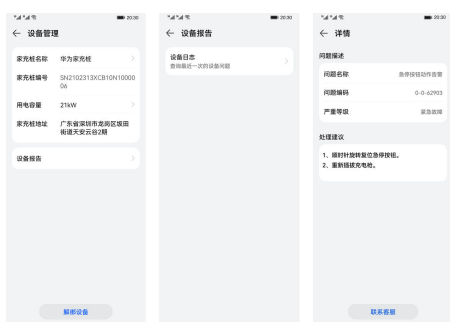 20:30
← 设备管理
家充桩名称 华为家充桩
家充桩编号 SN2102313XCB10N10000
06
用电容量 21kW
家充桩地址 广东省深圳市龙岗区坂田
街道天安云谷2期
设备报告
解绑设备
20:30
← 设备报告
设备日志
查询最近一次的设备问题
20:30
← 详情
问题描述
问题名称 急停按钮动作告警
问题编码 0-0-62903
严重等级 紧急故障
处理建议
1、顺时针旋转复位急停按钮。
2、重新插拔充电枪。
联系客服